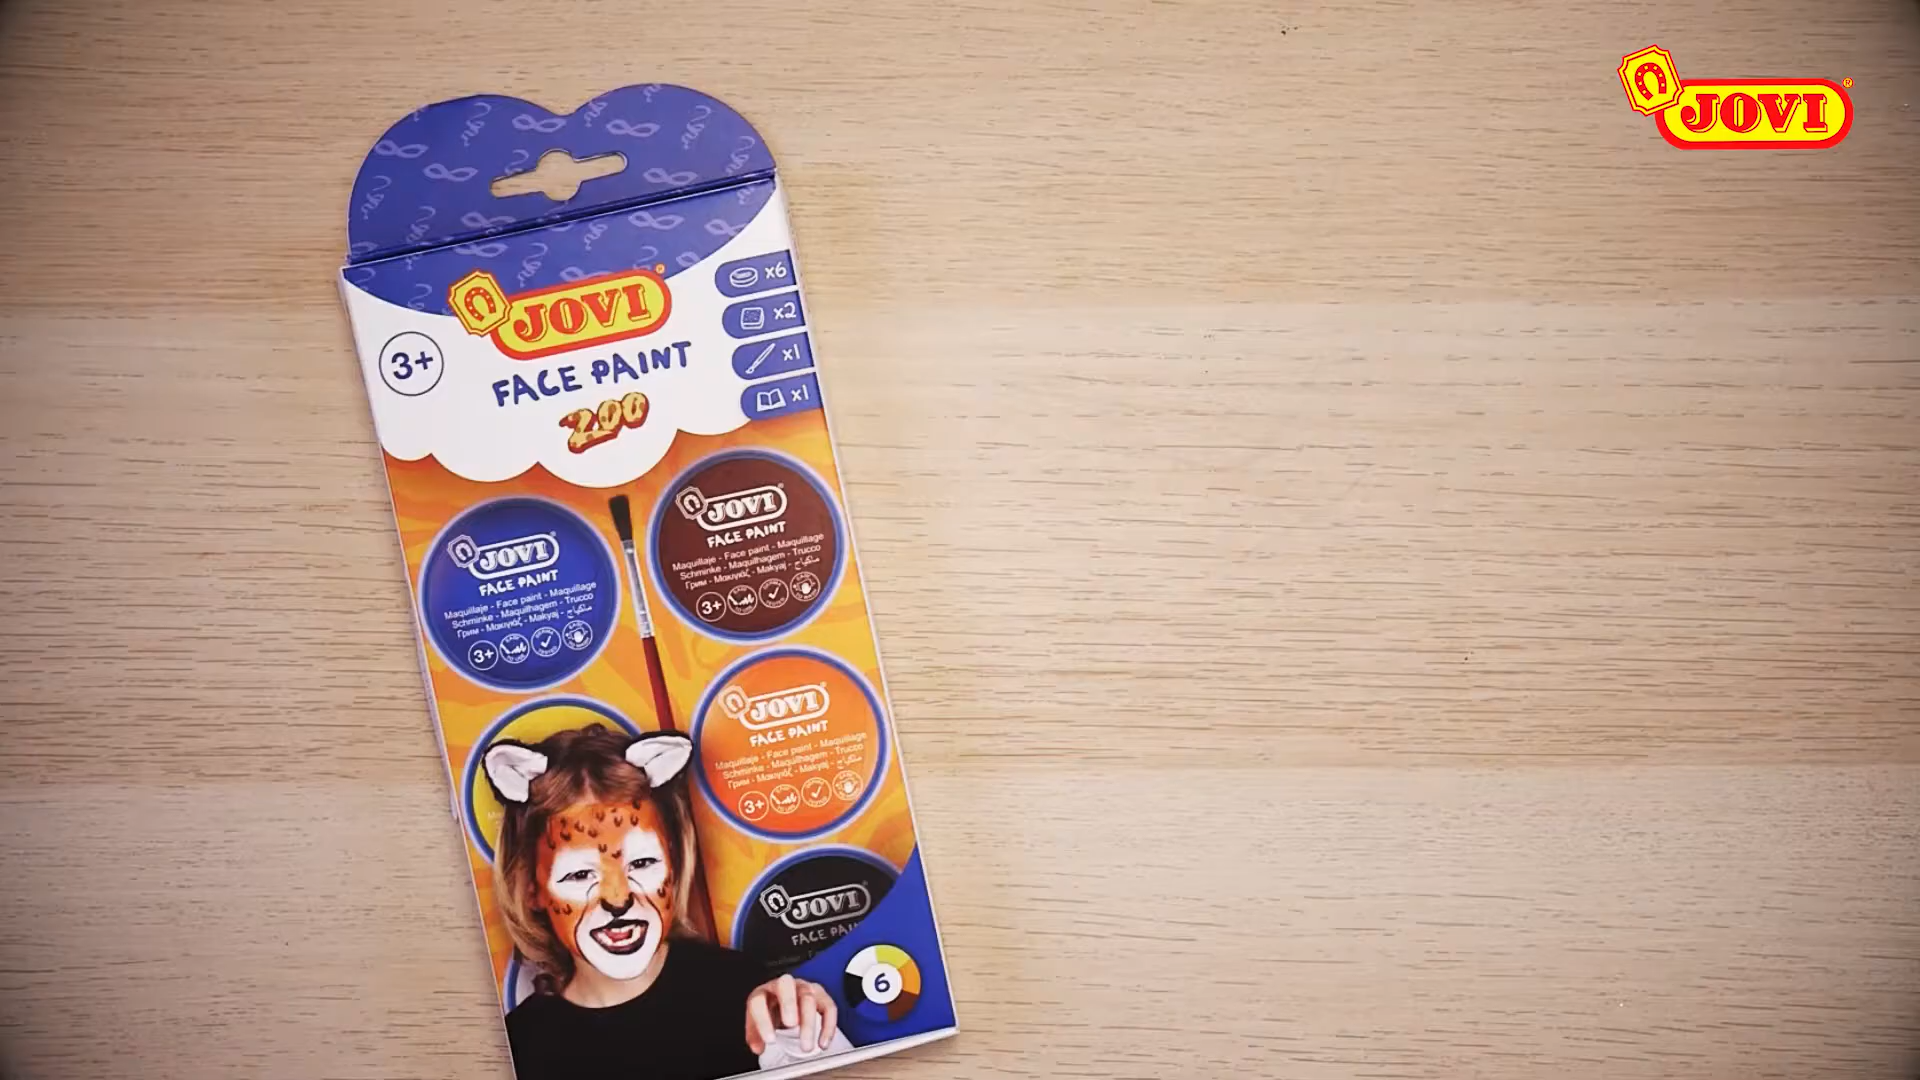 JOVI
JOVI
3+
FACE PAINT
ZOO
x6
x2
x1
x1
JOVI
FACE PAINT
Maquillaje - Face paint - Maquillage
Schminke - Maquilhagem - Trucco
Грим - Μακιγιάζ - Makyaj - مكياج
3+
JOVI
FACE PAINT
Maquillaje - Face paint - Maquillage
Schminke - Maquilhagem - Trucco
Грим - Μακιγιάζ - Makyaj - مكياج
3+
JOVI
FACE PAINT
Maquillaje - Face paint - Maquillage
Schminke - Maquilhagem - Trucco
Грим - Μακιγιάζ - Makyaj - مكياج
3+
JOVI
FACE PAI
6